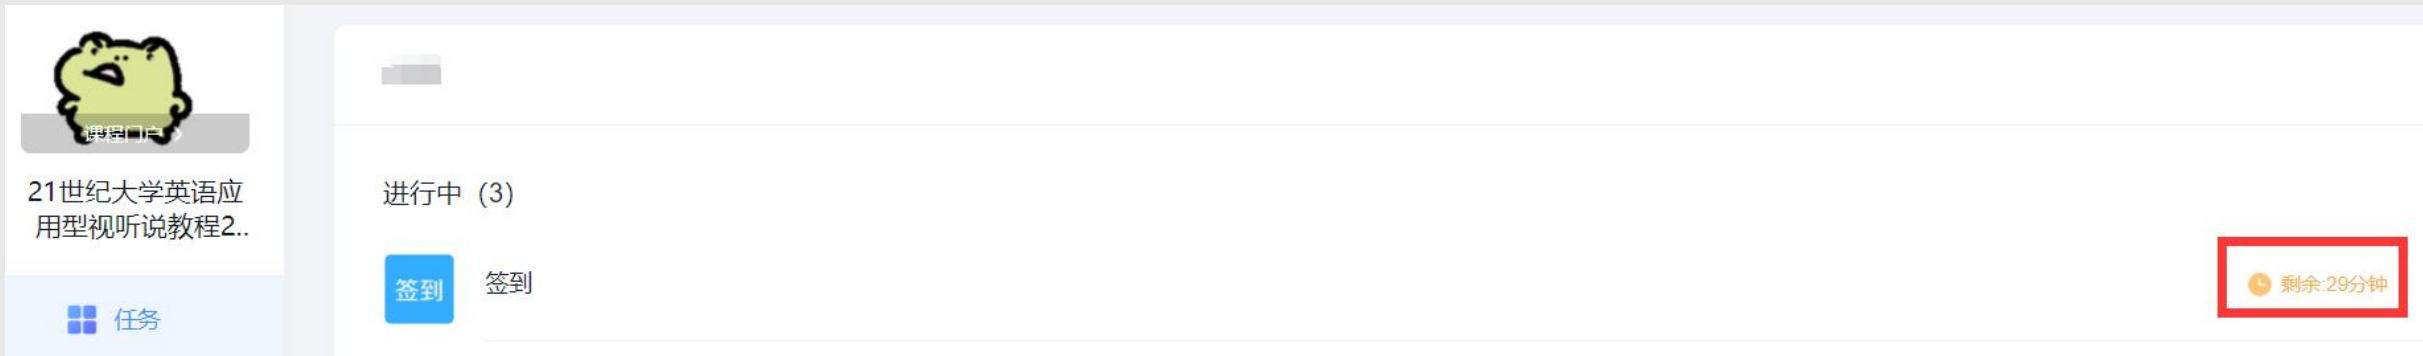 课程门户 >
21世纪大学英语应
用型视听说教程2..
任务
进行中（3）
签到
签到
剩余:29分钟